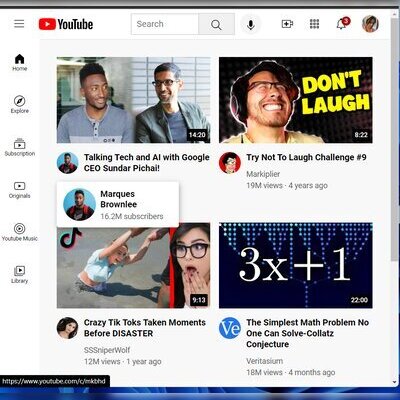 YouTube
Search
3
Home
Explore
Subscription
Originals
Youtube Music
Library
14:20
Talking Tech and AI with Google
CEO Sundar Pichai!
Marques
Brownlee
16.2M subscribers
DON'T
LAUGH
8:22
Try Not To Laugh Challenge #9
Markiplier
19M views · 4 years ago
9:13
Crazy Tik Toks Taken Moments
Before DISASTER
SSSniperWolf
12M views · 1 year ago
3x+1
22:00
Ve
The Simplest Math Problem No
One Can Solve-Collatz
Conjecture
Veritasium
18M views · 4 months ago
https://www.youtube.com/c/mkbhd